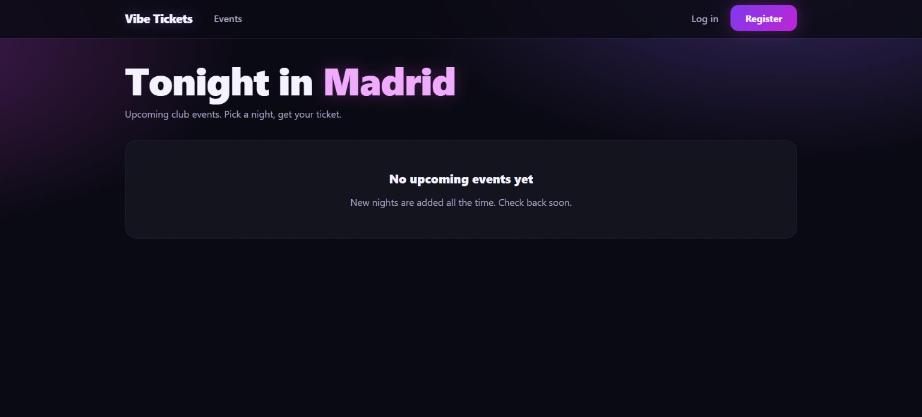 Vibe Tickets
Events
Log in
Register
Tonight in Madrid
Upcoming club events. Pick a night, get your ticket.
No upcoming events yet
New nights are added all the time. Check back soon.